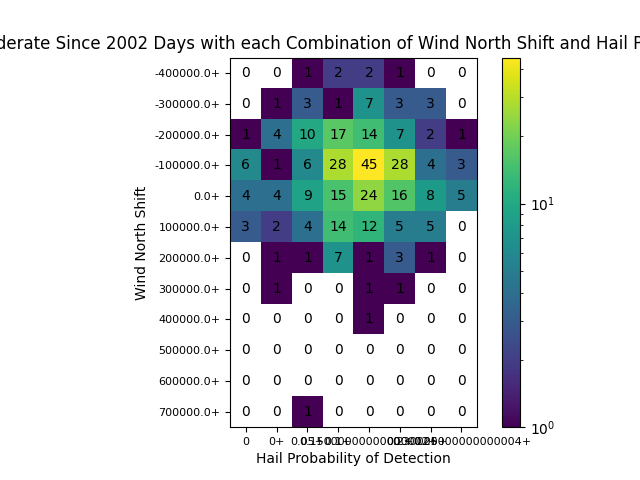 derate Since 2002 Days with each Combination of Wind North Shift and Hail P
-400000.0+ 0 0 1 2 2 1 0 0
-300000.0+ 0 1 3 1 7 3 3 0
-200000.0+ 1 4 10 17 14 7 2 1
-100000.0+ 6 1 6 28 45 28 4 3
0.0+ 4 4 9 15 24 16 8 5
100000.0+ 3 2 4 14 12 5 5 0
200000.0+ 0 1 1 7 1 3 1 0
300000.0+ 0 1 0 0 1 1 0 0
400000.0+ 0 0 0 0 1 0 0 0
500000.0+ 0 0 0 0 0 0 0 0
600000.0+ 0 0 0 0 0 0 0 0
700000.0+ 0 0 1 0 0 0 0 0
0 0+
Hail Probability of Detection
Wind North Shift
10¹
10⁰